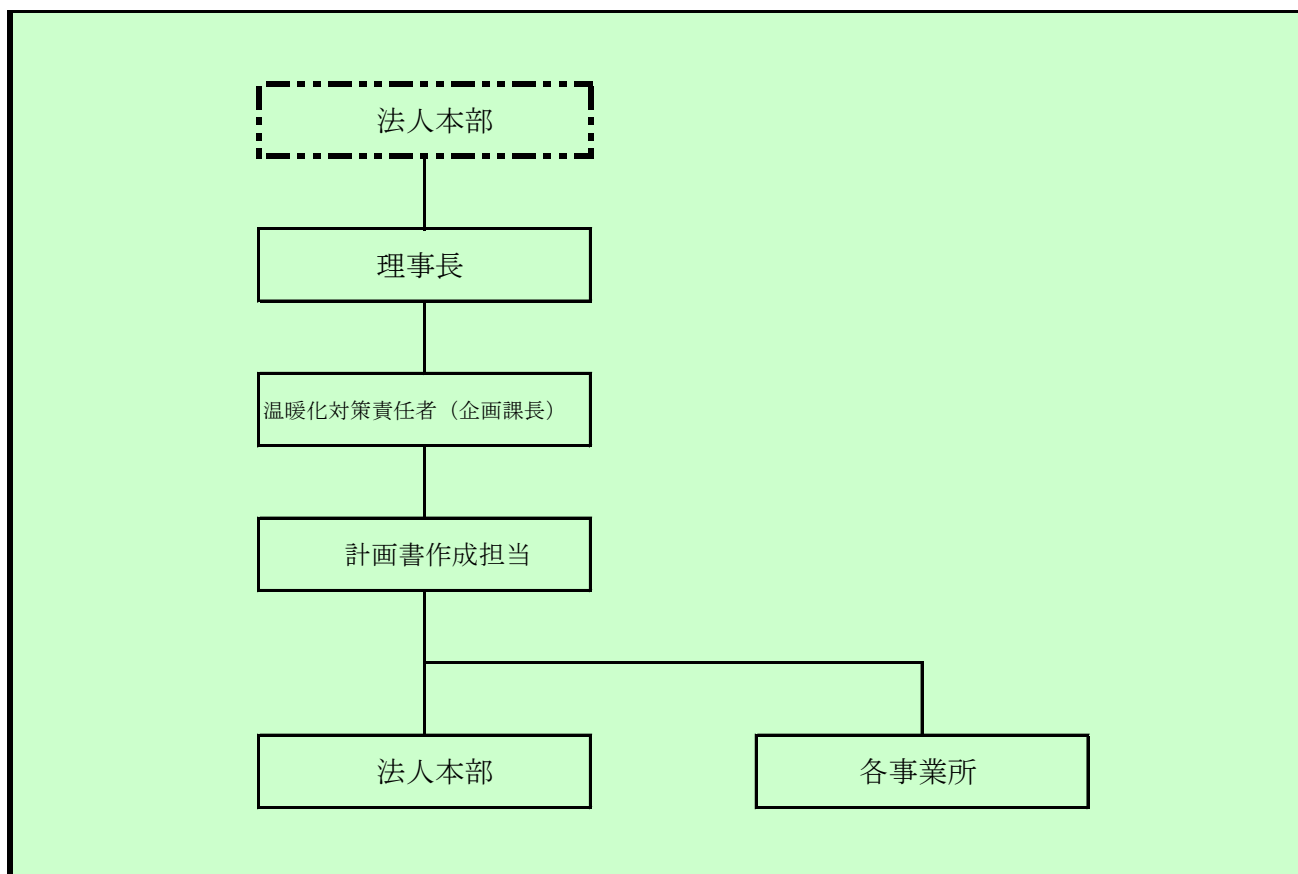 法人本部
理事長
温暖化対策責任者（企画課長）
計画書作成担当
法人本部
各事業所